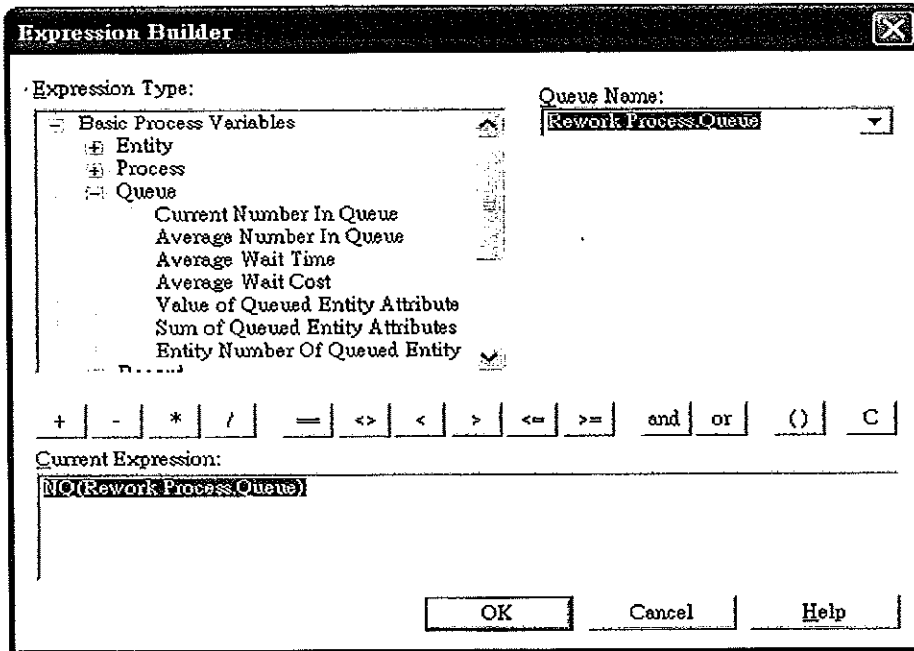 Expression Builder
Expression Type:
Queue Name:
Basic Process Variables
Rework Process.Queue
Entity
Process
Queue
Current Number In Queue
Average Number In Queue
Average Wait Time
Average Wait Cost
Value of Queued Entity Attribute
Sum of Queued Entity Attributes
Entity Number Of Queued Entity
+ - * / == <> < > <= >= and or () C
Current Expression:
NQ(Rework Process.Queue)
OK Cancel Help